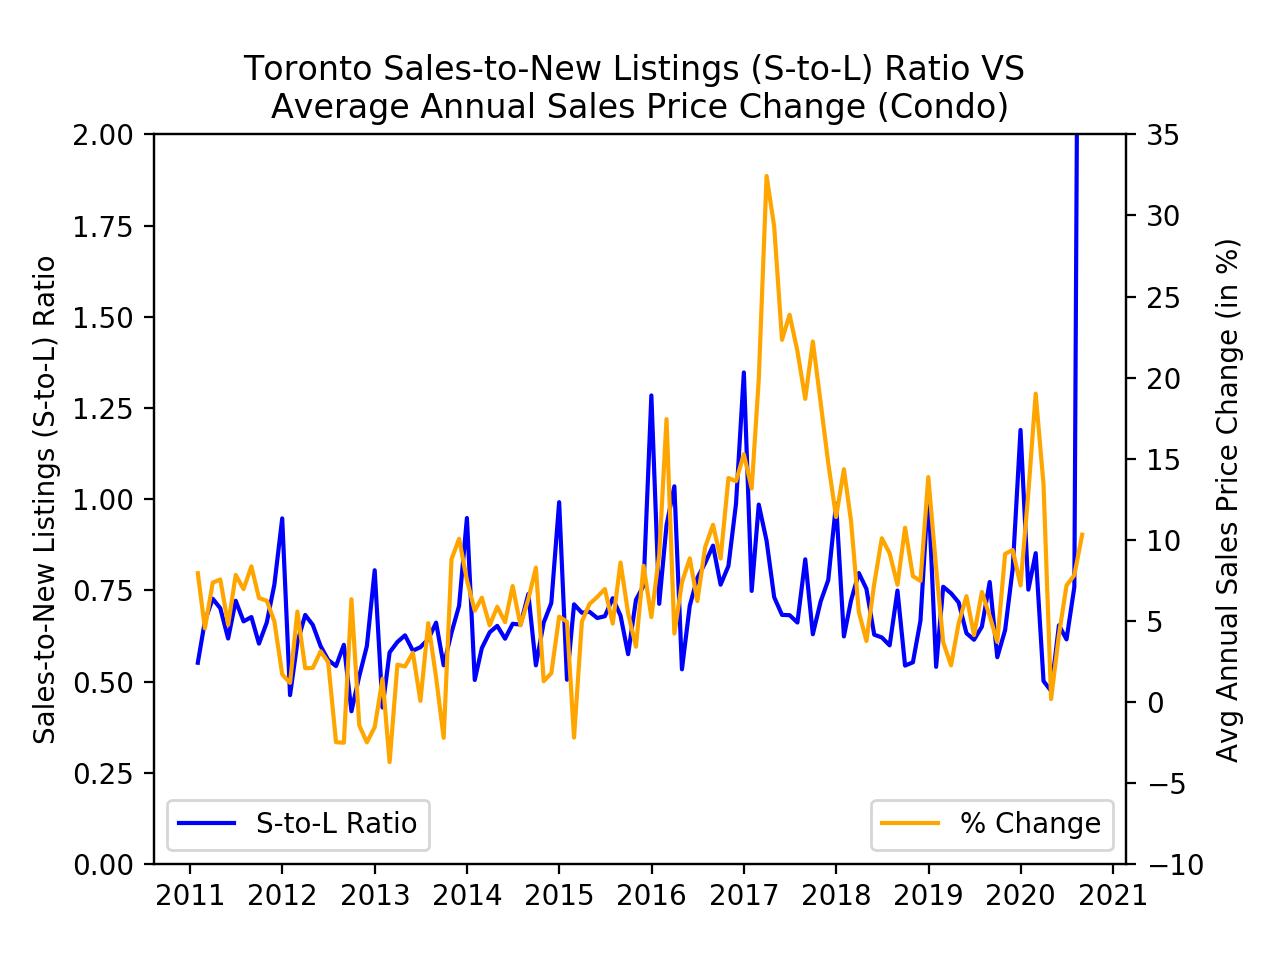 Toronto Sales-to-New Listings (S-to-L) Ratio VS
Average Annual Sales Price Change (Condo)
Sales-to-New Listings (S-to-L) Ratio
2.00
1.75
1.50
1.25
1.00
0.75
0.50
0.25
0.00
35
30
25
20
15
10
5
0
−5
−10
Avg Annual Sales Price Change (in %)
S-to-L Ratio
% Change
2011 2012 2013 2014 2015 2016 2017 2018 2019 2020 2021